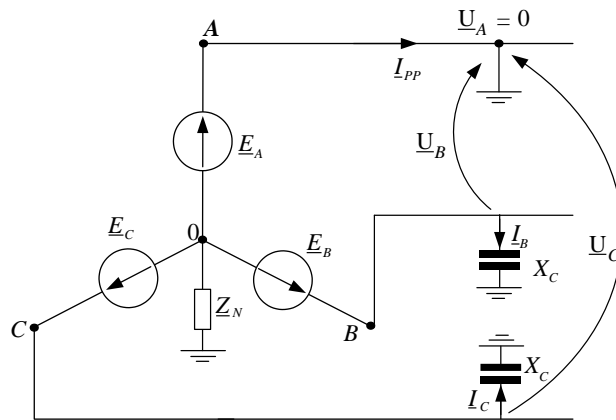 A
U_A = 0
I_PP
E_A
U_B
0
E_C
E_B
I_B
U_C
X_C
Z_N
C
B
X_C
I_C